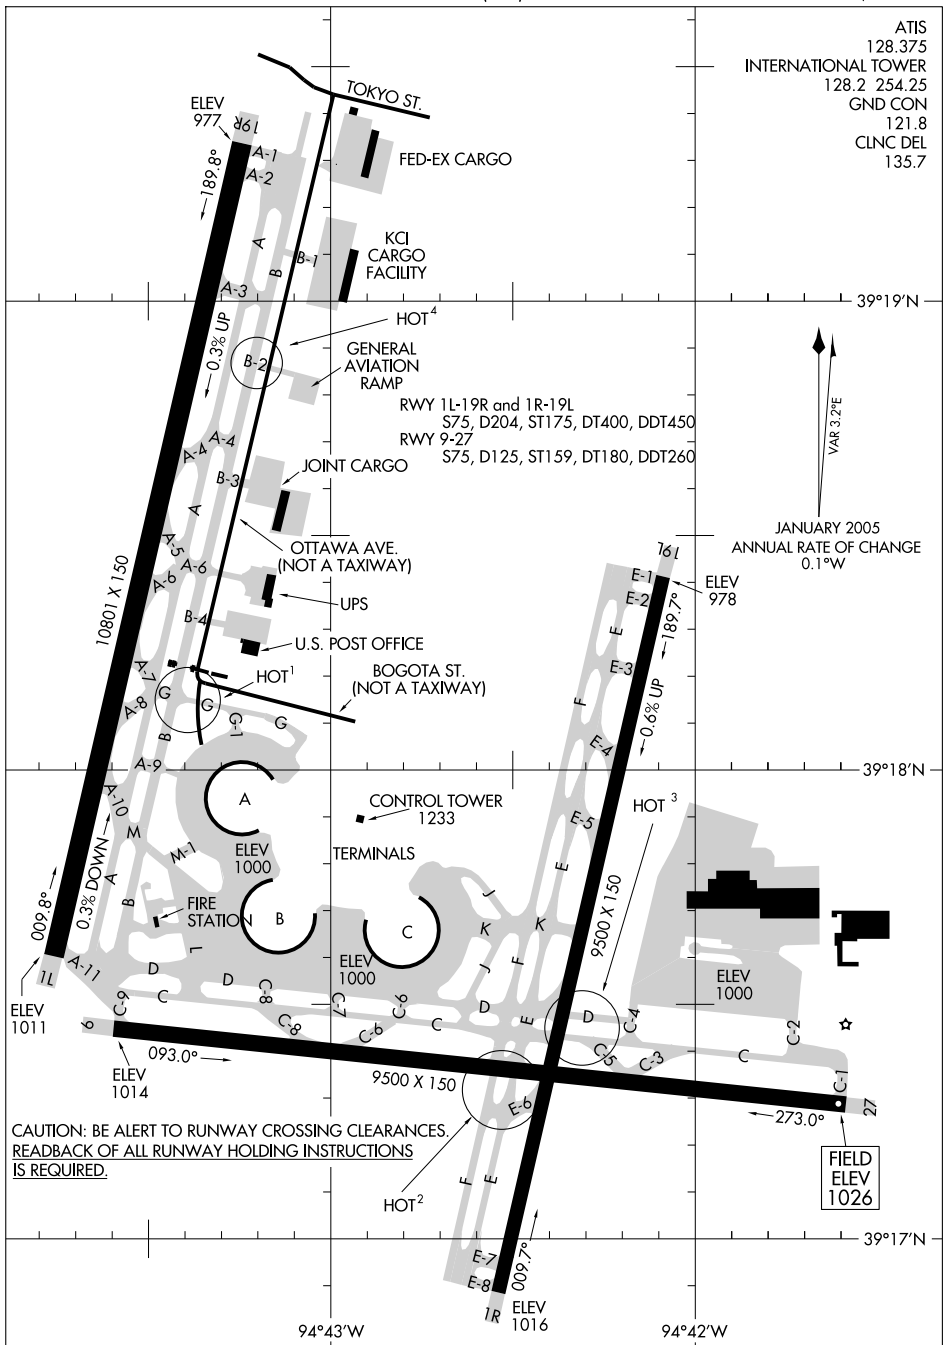 ATIS
128.375
INTERNATIONAL TOWER
128.2 254.25
GND CON
121.8
CLNC DEL
135.7
TOKYO ST.
ELEV
977
19R
A-1
A-2
189.8°
FED-EX CARGO
A
B
B-1
KCI
CARGO
FACILITY
A-3
39°19'N
HOT4
0.3% UP
B-2
GENERAL
AVIATION
RAMP
VAR 3.2°E
RWY 1L-19R and 1R-19L
S75, D204, ST175, DT400, DDT450
RWY 9-27
S75, D125, ST159, DT180, DDT260
A-4
A-4
JOINT CARGO
B-3
A
JANUARY 2005
ANNUAL RATE OF CHANGE
0.1°W
A-5
OTTAWA AVE.
(NOT A TAXIWAY)
19L
A-6
A-6
E-1
ELEV
978
E-2
10801 X 150
UPS
189.7°
B-4
E
U.S. POST OFFICE
A-7
HOT1
BOGOTA ST.
(NOT A TAXIWAY)
E-3
G
G
G-1
G
A-8
F
0.6% UP
B
E-4
A-9
39°18'N
A-10
A
CONTROL TOWER
1233
HOT 3
E-5
M
M-1
ELEV
1000
TERMINALS
E
0.3% DOWN
009.8°
A
B
FIRE
STATION
B
C
J
K
K
9500 X 150
L
A-11
D
D
ELEV
1000
J
F
ELEV
1000
1L
ELEV
1011
C
C-8
C-7
C-6
D
E
D
C-4
C-2
9
C-9
C-8
C-6
C
C-5
C-3
C
093.0°
ELEV
1014
9500 X 150
C-1
27
E-6
273.0°
CAUTION: BE ALERT TO RUNWAY CROSSING CLEARANCES.
READBACK OF ALL RUNWAY HOLDING INSTRUCTIONS
IS REQUIRED.
FIELD
ELEV
1026
F
E
HOT2
39°17'N
E-7
009.7°
E-8
1R
ELEV
1016
94°43'W
94°42'W